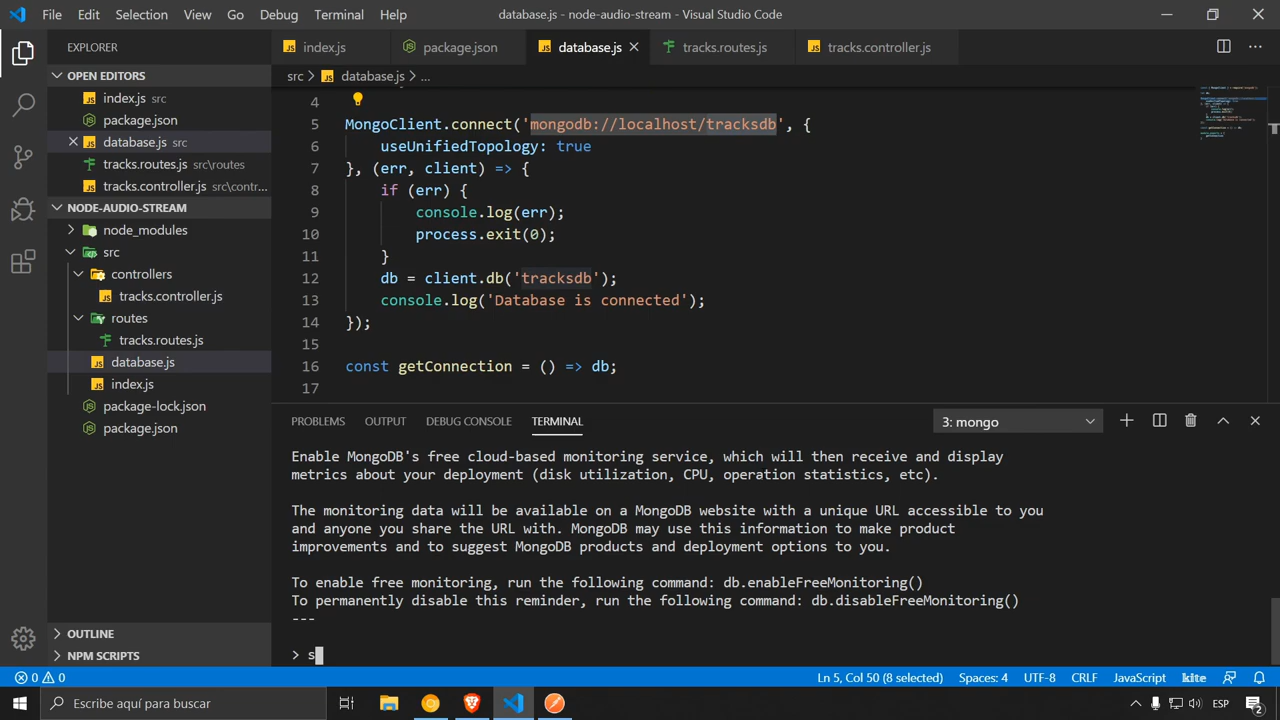 File Edit Selection View Go Debug Terminal Help
database.js - node-audio-stream - Visual Studio Code
EXPLORER
OPEN EDITORS
index.js src
package.json
database.js src
tracks.routes.js src\routes
tracks.controller.js src\contr...
NODE-AUDIO-STREAM
node_modules
src
controllers
tracks.controller.js
routes
tracks.routes.js
database.js
index.js
package-lock.json
package.json
OUTLINE
NPM SCRIPTS
index.js package.json database.js tracks.routes.js tracks.controller.js
src > database.js > ...
4
5 MongoClient.connect('mongodb://localhost/tracksdb', {
6 useUnifiedTopology: true
7 }, (err, client) => {
8 if (err) {
9 console.log(err);
10 process.exit(0);
11 }
12 db = client.db('tracksdb');
13 console.log('Database is connected');
14 });
15
16 const getConnection = () => db;
17
PROBLEMS OUTPUT DEBUG CONSOLE TERMINAL 3: mongo
Enable MongoDB's free cloud-based monitoring service, which will then receive and display
metrics about your deployment (disk utilization, CPU, operation statistics, etc).
The monitoring data will be available on a MongoDB website with a unique URL accessible to you
and anyone you share the URL with. MongoDB may use this information to make product
improvements and to suggest MongoDB products and deployment options to you.
To enable free monitoring, run the following command: db.enableFreeMonitoring()
To permanently disable this reminder, run the following command: db.disableFreeMonitoring()
---
> s
0 0 Ln 5, Col 50 (8 selected) Spaces: 4 UTF-8 CRLF JavaScript kite
Escribe aquí para buscar ESP 2